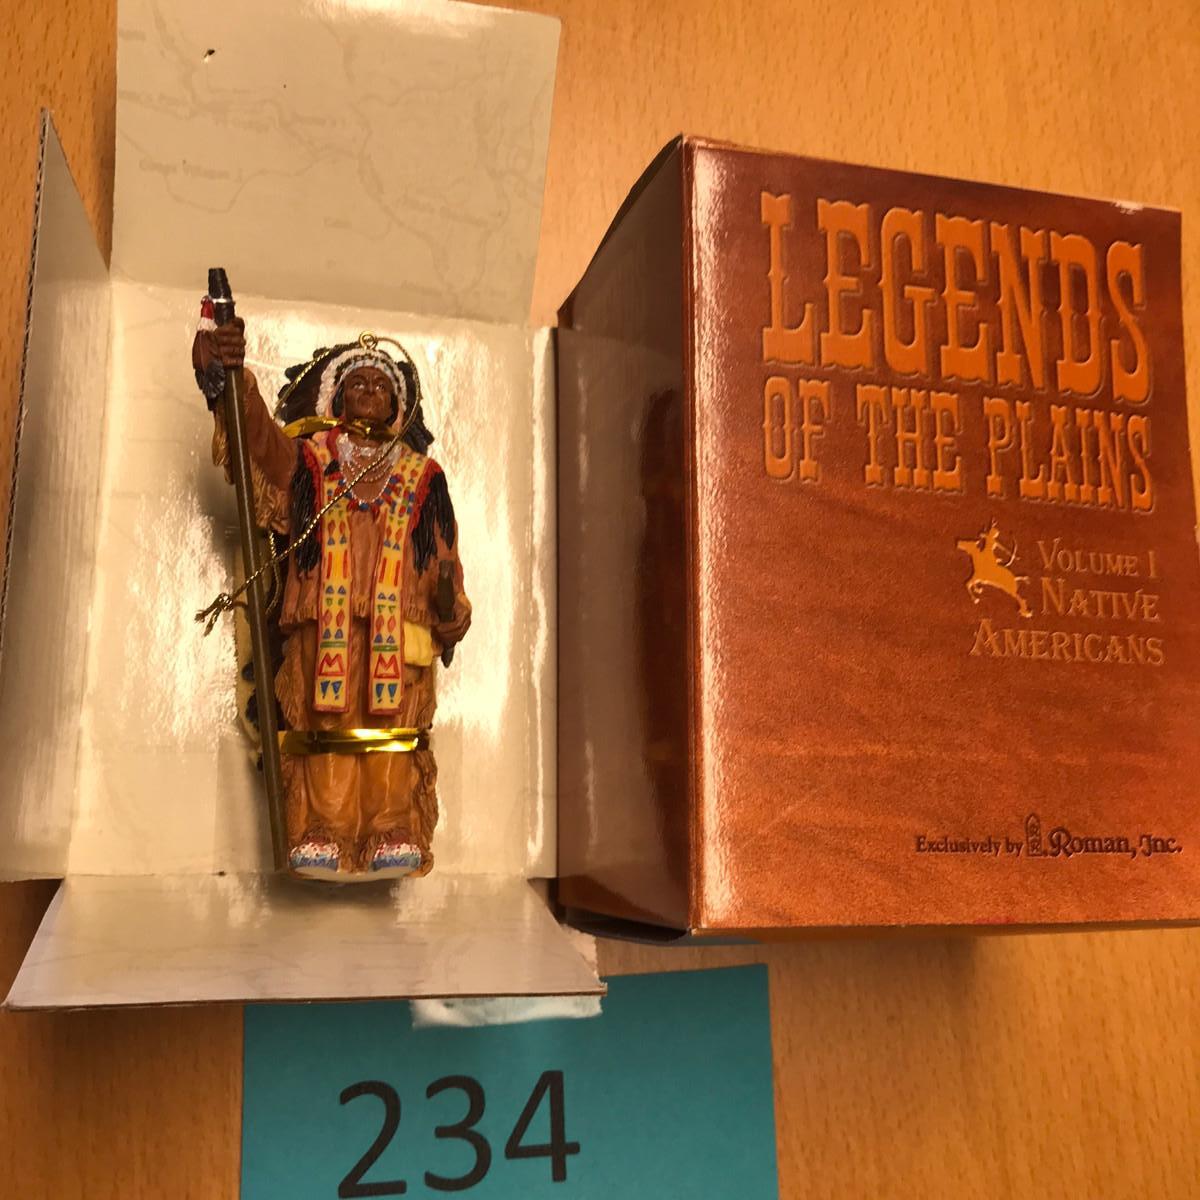 LEGENDS
OF THE PLAINS
VOLUME I
NATIVE
AMERICANS
Exclusively by Roman, Inc.
234